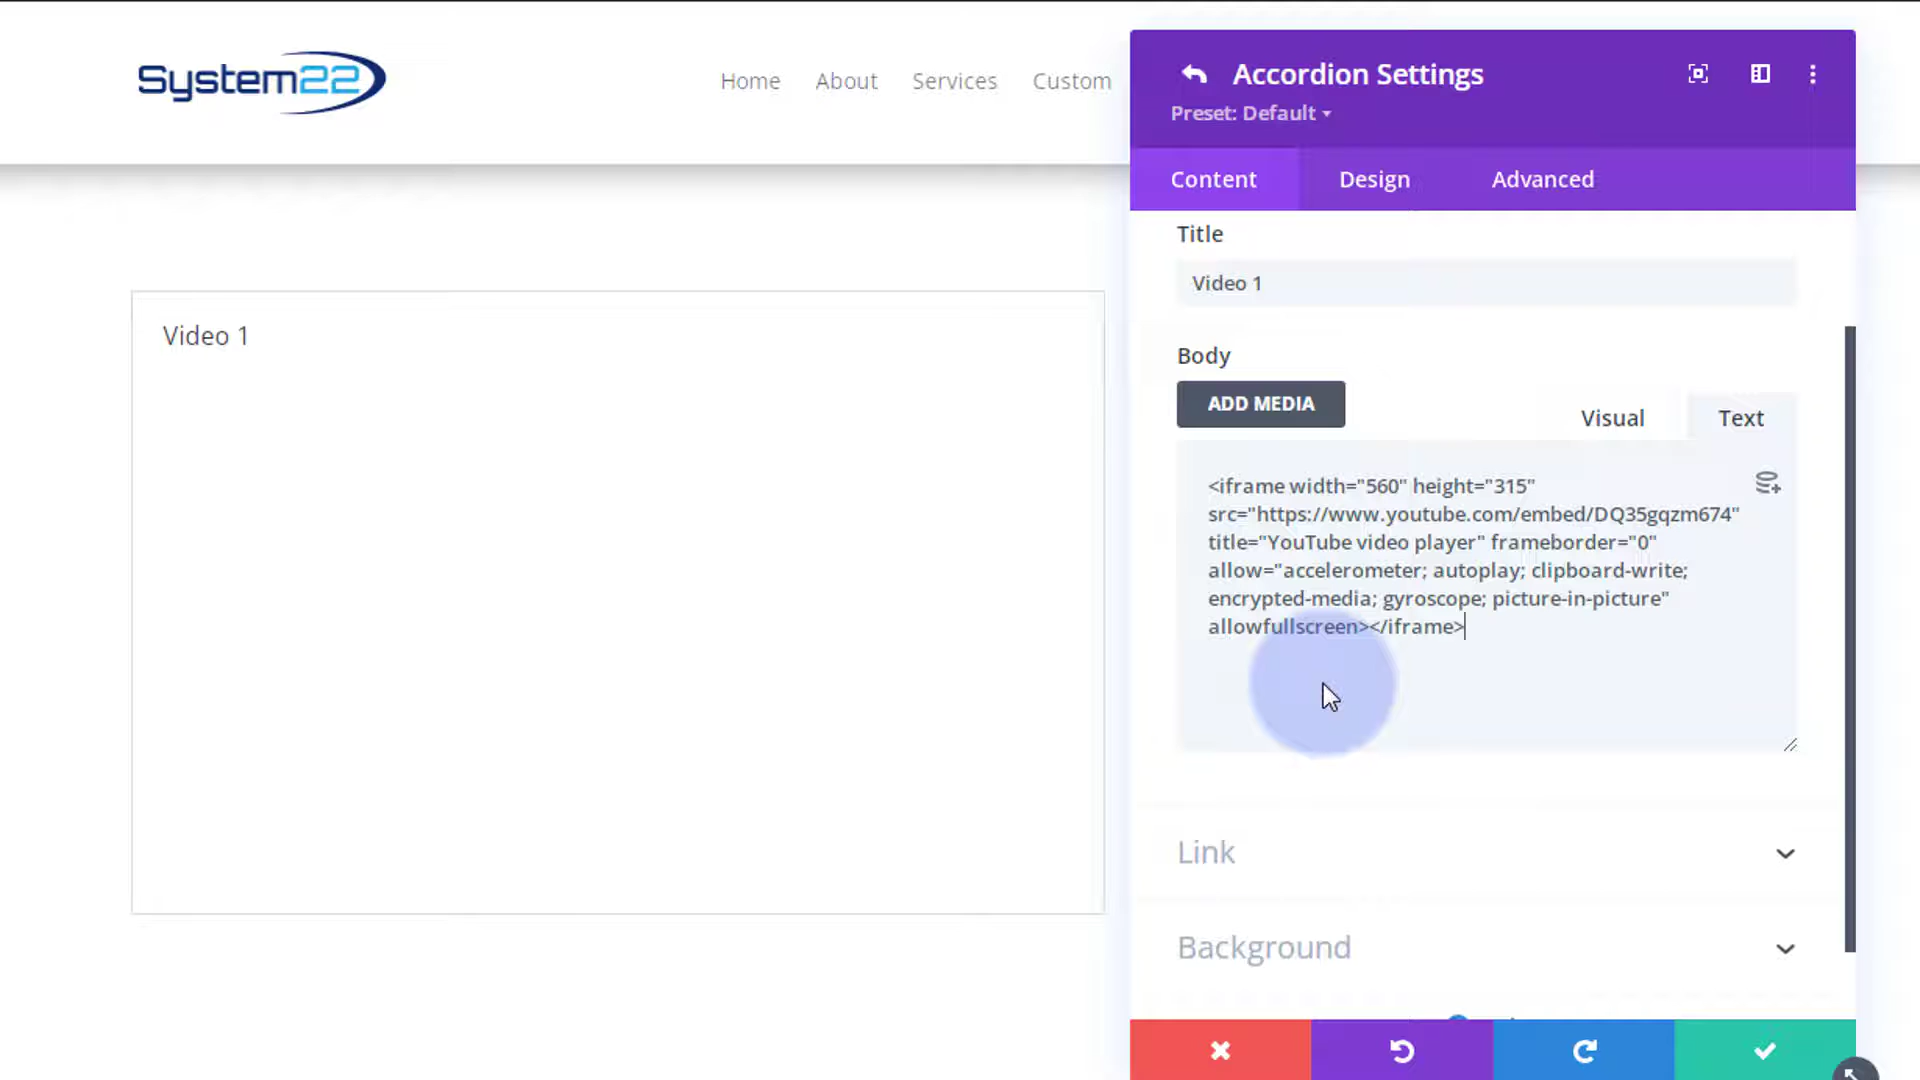 System22
Home About Services Custom
Accordion Settings
Preset: Default
Content Design Advanced
Title
Video 1
Video 1
Body
ADD MEDIA
Visual Text
<iframe width="560" height="315"
src="https://www.youtube.com/embed/DQ35gqzm674"
title="YouTube video player" frameborder="0"
allow="accelerometer; autoplay; clipboard-write;
encrypted-media; gyroscope; picture-in-picture"
allowfullscreen></iframe>
Link
Background